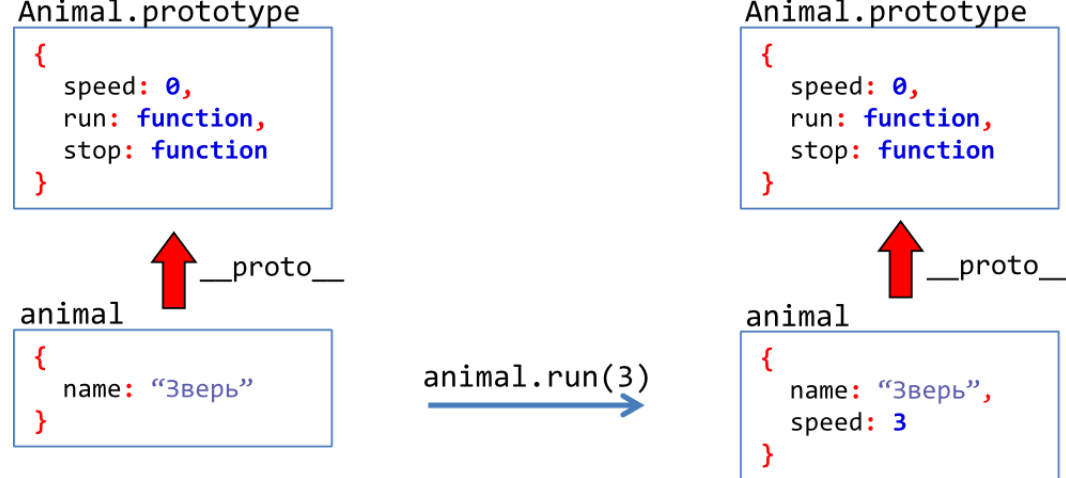 Animal.prototype
{
speed: 0,
run: function,
stop: function
}
__proto__
animal
{
name: “Зверь”
}
animal.run(3)
Animal.prototype
{
speed: 0,
run: function,
stop: function
}
__proto__
animal
{
name: “Зверь”,
speed: 3
}